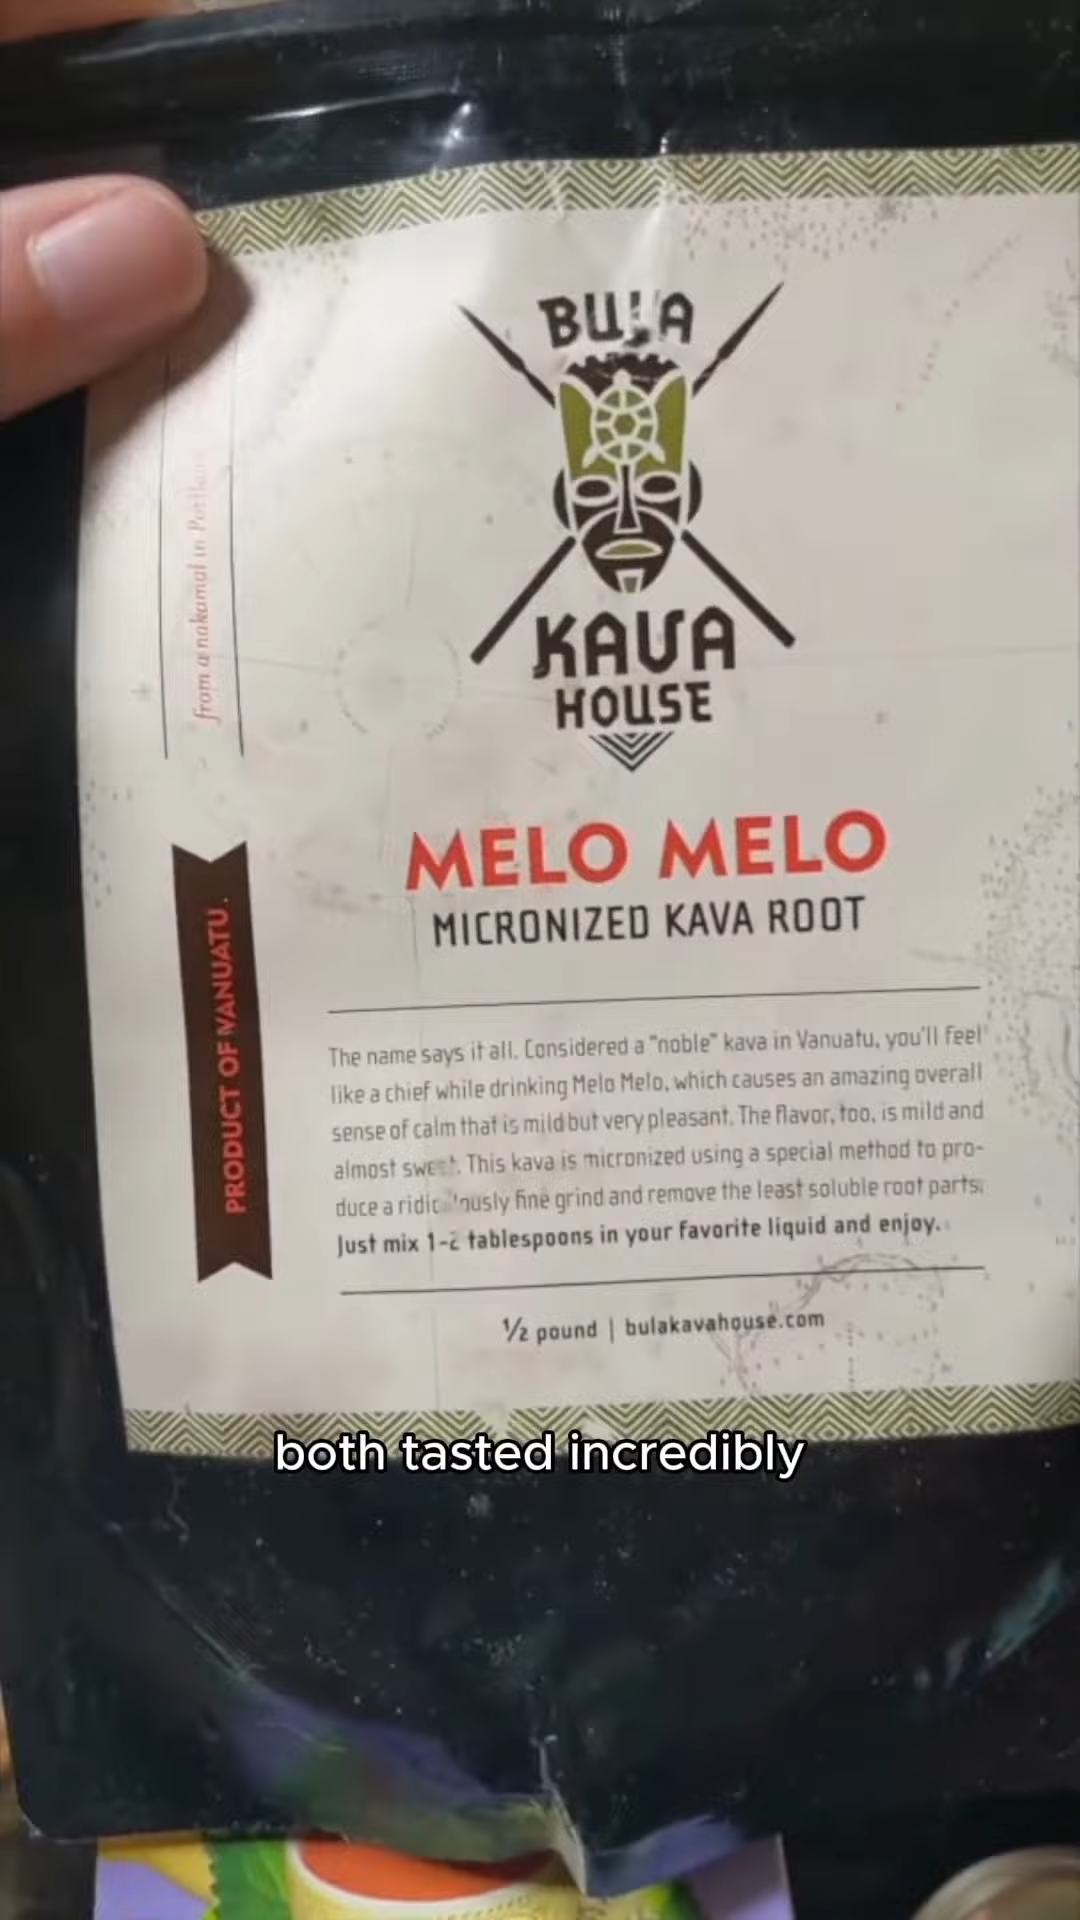 BULA
KAVA
HOUSE
MELO MELO
MICRONIZED KAVA ROOT
from a nakamal in
PRODUCT OF VANUATU.
The name says it all. Considered a "noble" kava in Vanuatu, you'll feel
like a chief while drinking Melo Melo, which causes an amazing overall
sense of calm that is mild but very pleasant. The flavor, too, is mild and
almost sweet. This kava is micronized using a special method to pro-
duce a ridiculously fine grind and remove the least soluble root parts.
Just mix 1-2 tablespoons in your favorite liquid and enjoy.
½ pound | bulakavahouse.com
both tasted incredibly